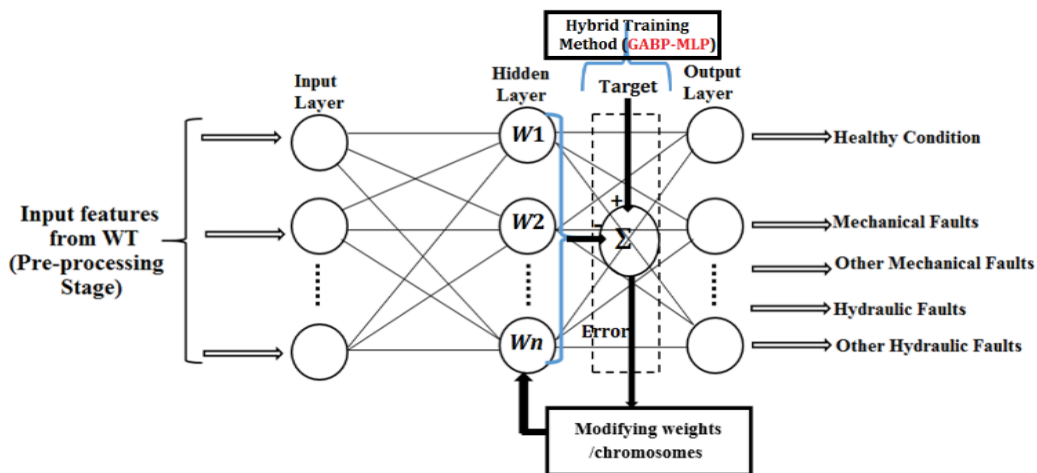 Hybrid Training
Method (GABP-MLP)
Input
Layer
Hidden
Layer
Target
Output
Layer
W1
Healthy Condition
+
Input features
from WT
(Pre-processing
Stage)
W2
-
Σ
Mechanical Faults
Other Mechanical Faults
Hydraulic Faults
Wn
Error
Other Hydraulic Faults
Modifying weights
/chromosomes